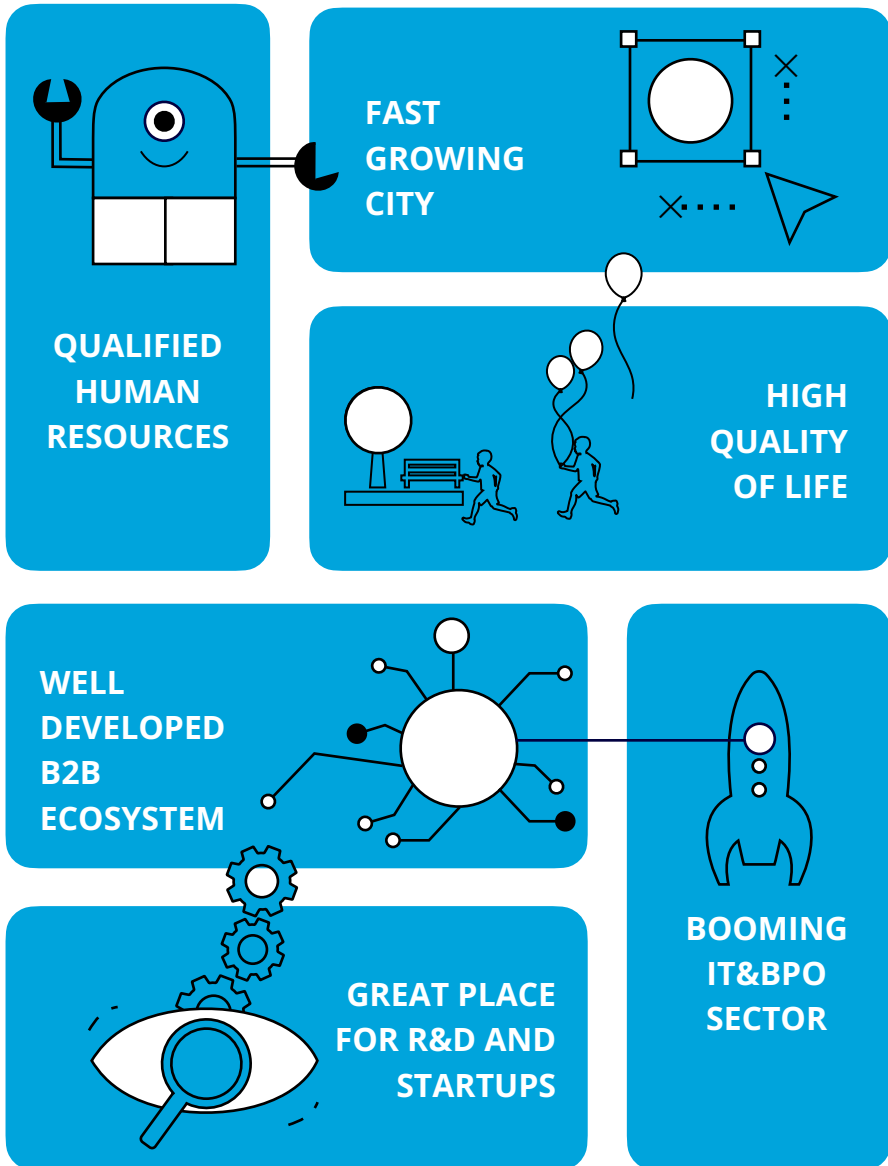 QUALIFIED
HUMAN
RESOURCES
FAST
GROWING
CITY
HIGH
QUALITY
OF LIFE
WELL
DEVELOPED
B2B
ECOSYSTEM
BOOMING
IT&BPO
SECTOR
GREAT PLACE
FOR R&D AND
STARTUPS